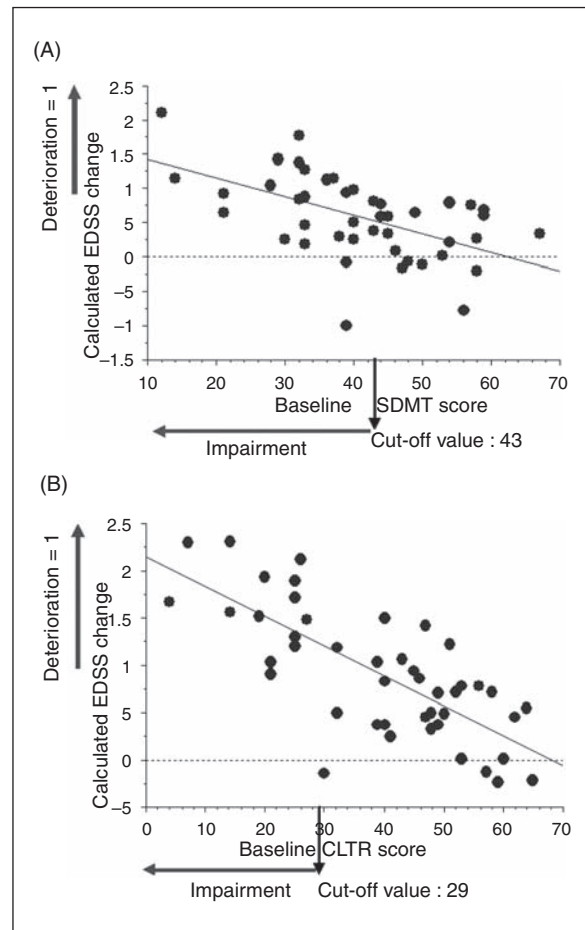 (A)
Deterioration = 1
Calculated EDSS change
2.5
2
1.5
1
0.5
0
−0.5
−1
−1.5
10 20 30 40 50 60 70
Baseline SDMT score
Impairment
Cut-off value : 43
(B)
Deterioration = 1
Calculated EDSS change
2.5
2
1.5
1
5
0
−5
0 10 20 30 40 50 60 70
Baseline CLTR score
Impairment
Cut-off value : 29